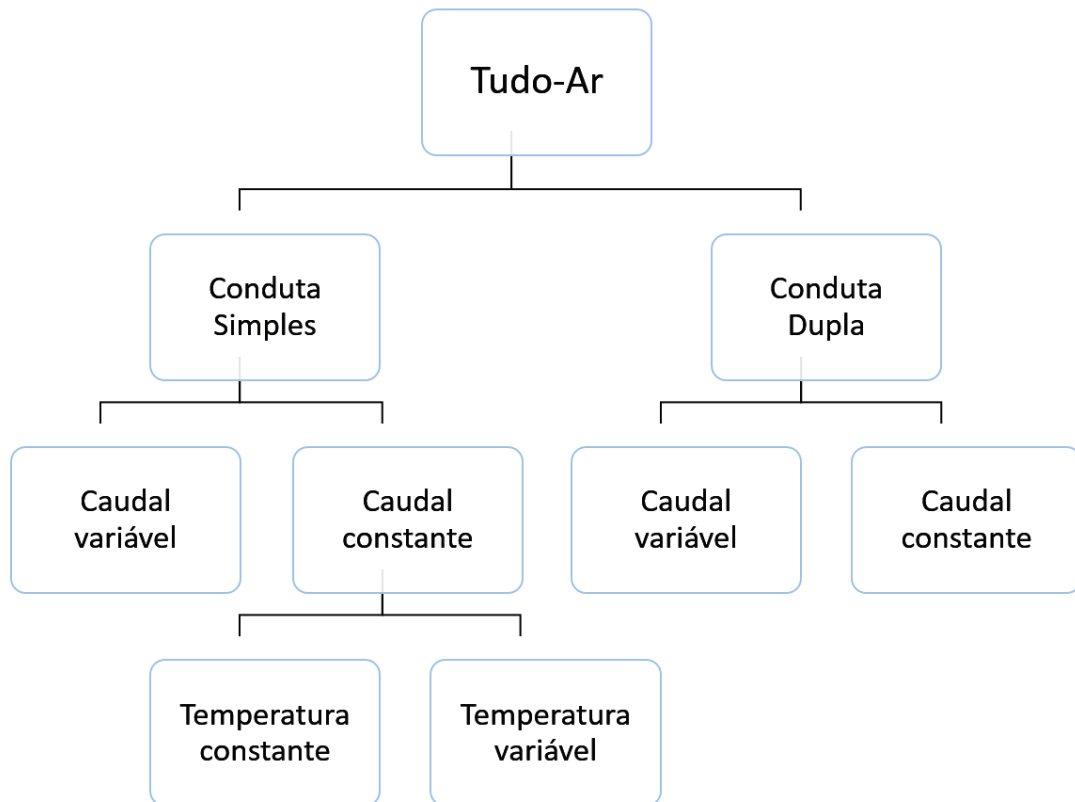 Tudo-Ar
Conduta
Simples
Conduta
Dupla
Caudal
variável
Caudal
constante
Caudal
variável
Caudal
constante
Temperatura
constante
Temperatura
variável